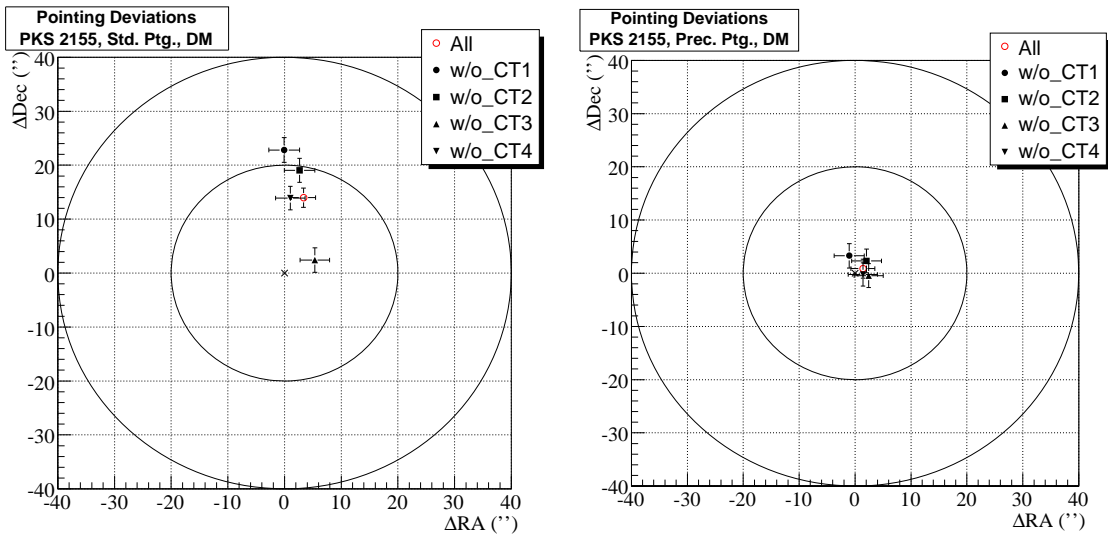 Pointing Deviations
PKS 2155, Std. Ptg., DM
All
w/o_CT1
w/o_CT2
w/o_CT3
w/o_CT4
ΔDec (’’)
40
30
20
10
0
-10
-20
-30
-40
-40 -30 -20 -10 0 10 20 30 40
ΔRA (’’)
Pointing Deviations
PKS 2155, Prec. Ptg., DM
All
w/o_CT1
w/o_CT2
w/o_CT3
w/o_CT4
ΔDec (’’)
40
30
20
10
0
-10
-20
-30
-40
-40 -30 -20 -10 0 10 20 30 40
ΔRA (’’)